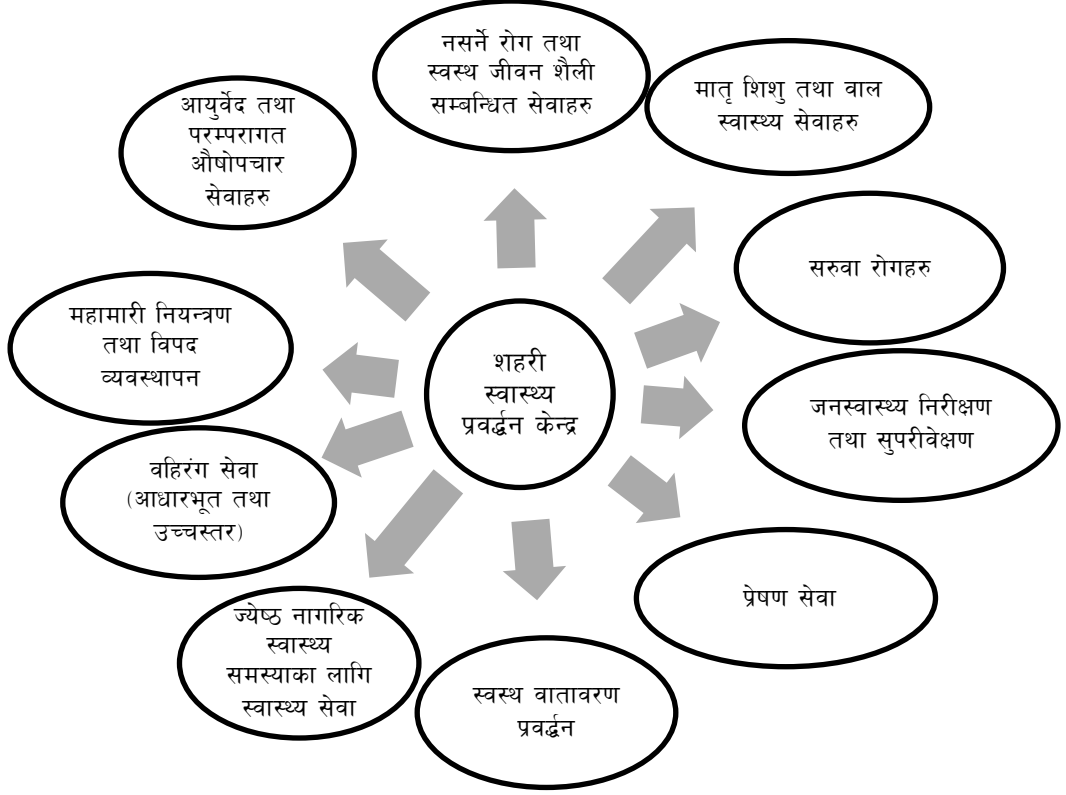 नसर्ने रोग तथा
स्वस्थ जीवन शैली
सम्बन्धित सेवाहरु
मातृ शिशु तथा वाल
स्वास्थ्य सेवाहरु
सरुवा रोगहरु
जनस्वास्थ्य निरीक्षण
तथा सुपरीवेक्षण
प्रेषण सेवा
स्वस्थ वातावरण
प्रवर्द्धन
ज्येष्ठ नागरिक
स्वास्थ्य
समस्याका लागि
स्वास्थ्य सेवा
वहिरंग सेवा
(आधारभूत तथा
उच्चस्तर)
महामारी नियन्त्रण
तथा विपद
व्यवस्थापन
आयुर्वेद तथा
परम्परागत
औषोपचार
सेवाहरु
शहरी
स्वास्थ्य
प्रवर्द्धन केन्द्र